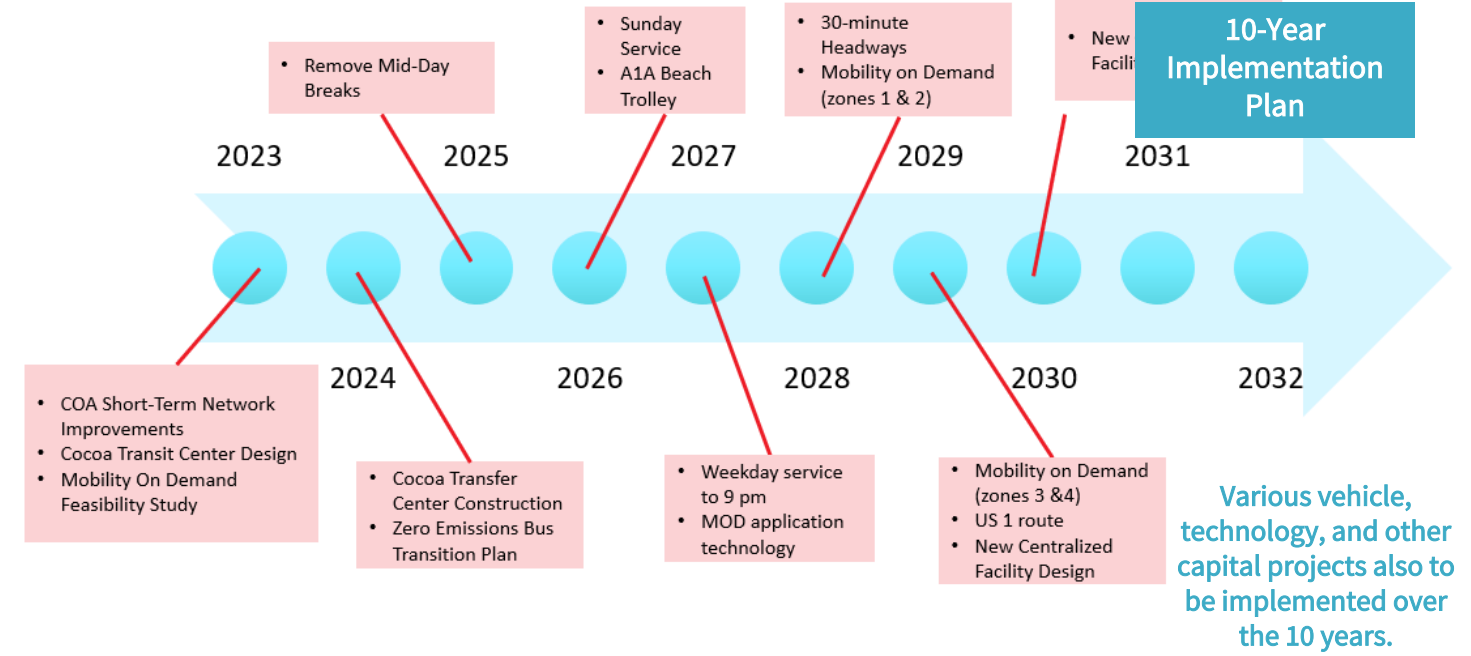 10-Year
Implementation
Plan
• Remove Mid-Day
Breaks
• Sunday
Service
• A1A Beach
Trolley
• 30-minute
Headways
• Mobility on Demand
(zones 1 & 2)
• New
2023
2025
2027
2029
2031
2024
2026
2028
2030
2032
• COA Short-Term Network
Improvements
• Cocoa Transit Center Design
• Mobility On Demand
Feasibility Study
• Cocoa Transfer
Center Construction
• Zero Emissions Bus
Transition Plan
• Weekday service
to 9 pm
• MOD application
technology
• Mobility on Demand
(zones 3 &4)
• US 1 route
• New Centralized
Facility Design
Various vehicle,
technology, and other
capital projects also to
be implemented over
the 10 years.